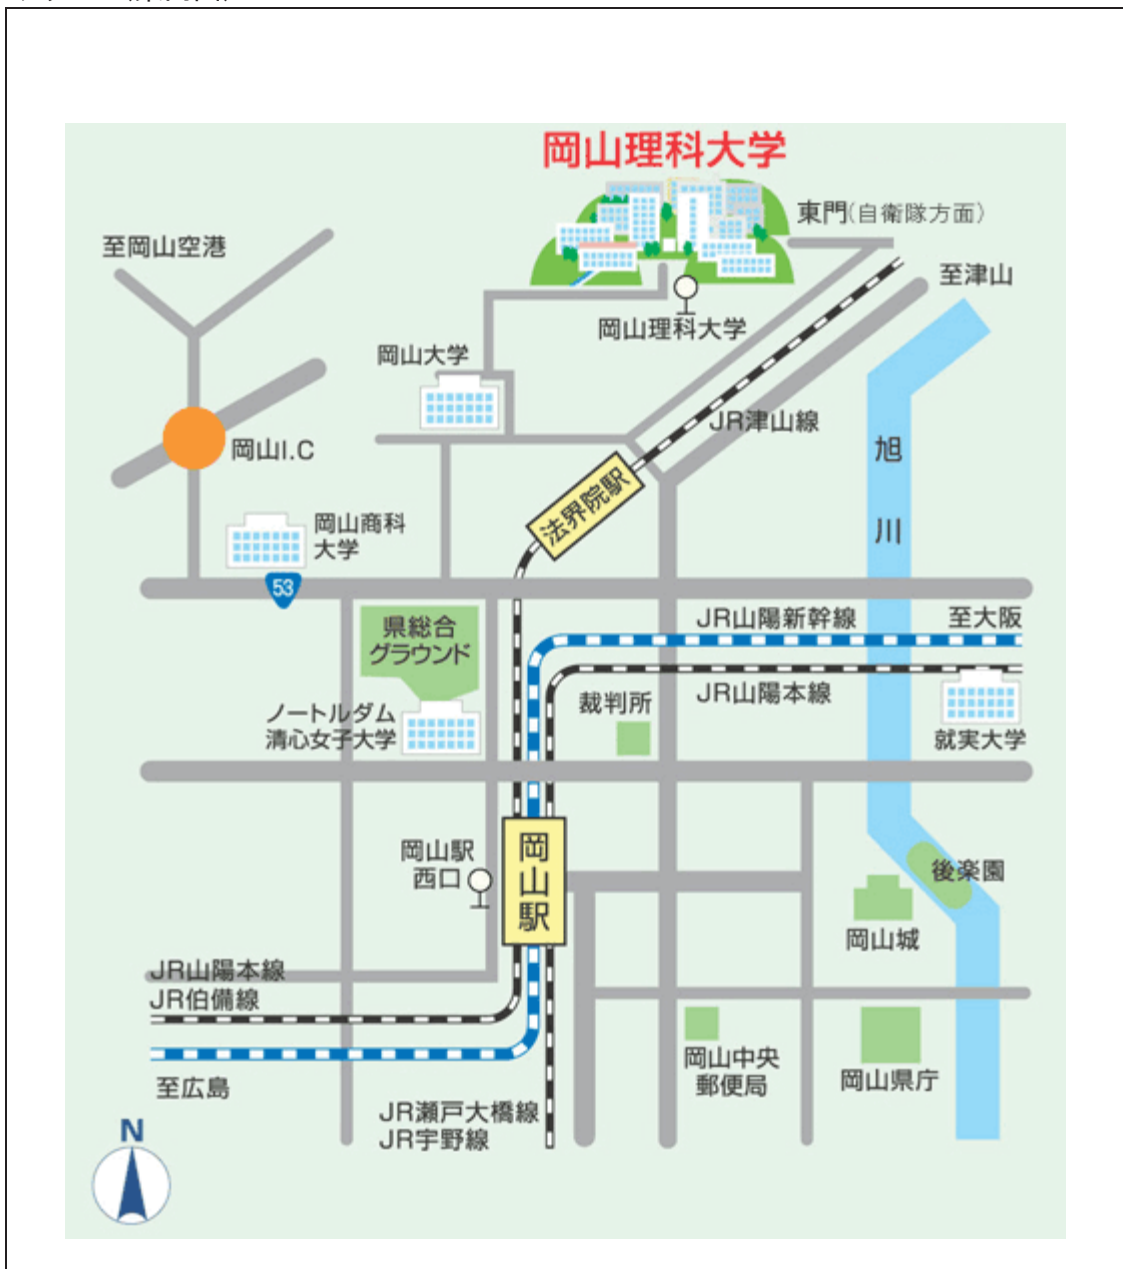 岡山理科大学
東門(自衛隊方面)
至岡山空港
至津山
岡山理科大学
岡山大学
JR津山線
岡山I.C
旭川
法界院駅
岡山商科
大学
53
県総合
グラウンド
JR山陽新幹線
至大阪
JR山陽本線
裁判所
ノートルダム
清心女子大学
就実大学
岡山駅
西口
岡山駅
後楽園
岡山城
JR山陽本線
JR伯備線
岡山中央
郵便局
岡山県庁
至広島
JR瀬戸大橋線
JR宇野線
N